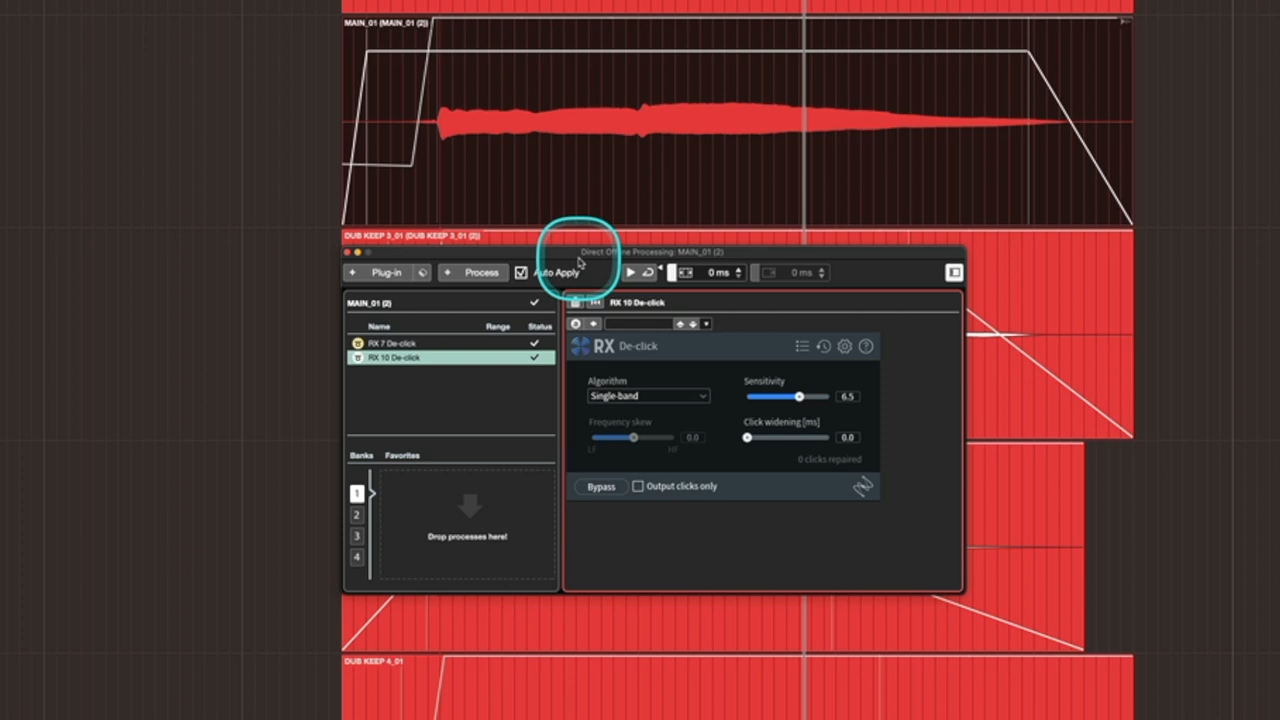 MAIN_01 (MAIN_01 (2))
DUB KEEP 3_01 (DUB KEEP 3_01 (2))
Direct Offline Processing: MAIN_01 (2)
+ Plug-in + Process Auto Apply 0 ms 0 ms
MAIN_01 (2)
RX 10 De-click
Name Range Status
RX 7 De-click
RX 10 De-click
RX De-click
Algorithm Sensitivity
Single-band 6.5
Frequency skew Click widening [ms]
0.0 0.0
LF HF
0 clicks repaired
Bypass Output clicks only
Banks Favorites
1
2
3
4
Drop processes here!
DUB KEEP 4_01